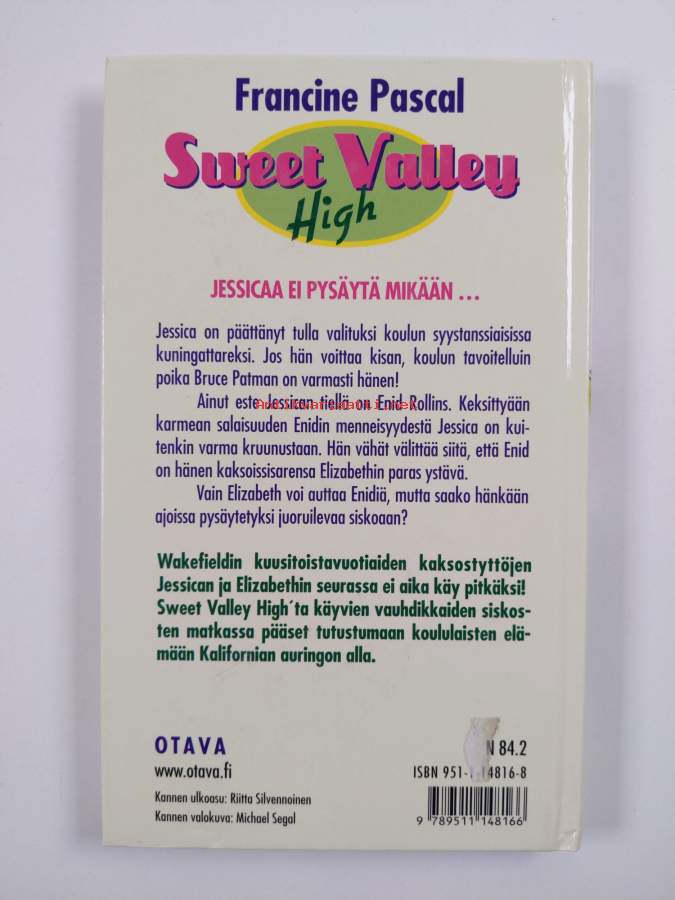 Francine Pascal
Sweet Valley
High
JESSICAA EI PYSÄYTÄ MIKÄÄN ...
Jessica on päättänyt tulla valituksi koulun syystanssiaisissa
kuningattareksi. Jos hän voittaa kisan, koulun tavoitelluin
poika Bruce Patman on varmasti hänen!
Ainut este Jessican tiellä on Enid Rollins. Keksittyään
Antikvariaatti.net
karmean salaisuuden Enidin menneisyydestä Jessica on kui-
tenkin varma kruunustaan. Hän vähät välittää siitä, että Enid
on hänen kaksoissisarensa Elizabethin paras ystävä.
Vain Elizabeth voi auttaa Enidiä, mutta saako hänkään
ajoissa pysäytetyksi juoruilevaa siskoaan?
Wakefieldin kuusitoistavuotiaiden kaksostyttöjen
Jessican ja Elizabethin seurassa ei aika käy pitkäksi!
Sweet Valley High´ta käyvien vauhdikkaiden siskos-
ten matkassa pääset tutustumaan koululaisten elä-
mään Kalifornian auringon alla.
OTAVA
www.otava.fi
Kannen ulkoasu: Riitta Silvennoinen
Kannen valokuva: Michael Segal
N 84.2
ISBN 951-1-14816-8
9 789511 148166